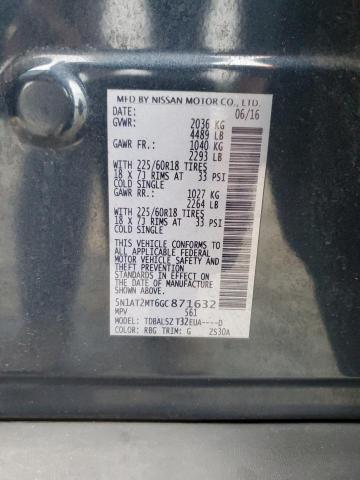 MFD BY NISSAN MOTOR CO., LTD.
DATE: 06/16
GVWR: 2036 KG
4489 LB
GAWR FR.: 1040 KG
2293 LB
WITH 225/60R18 TIRES
18 X 7J RIMS AT 33 PSI
COLD SINGLE
GAWR RR.: 1027 KG
2264 LB
WITH 225/60R18 TIRES
18 X 7J RIMS AT 33 PSI
COLD SINGLE
THIS VEHICLE CONFORMS TO
ALL APPLICABLE FEDERAL
MOTOR VEHICLE SAFETY
STANDARDS IN EFFECT ON
THE DATE OF MANUFACTURE
SHOWN ABOVE.
5N1AT2MT6GC871632
MPV 561
MODEL: TDBALSZ T32EUA----D
COLOR: RBG TRIM: G 2S30A